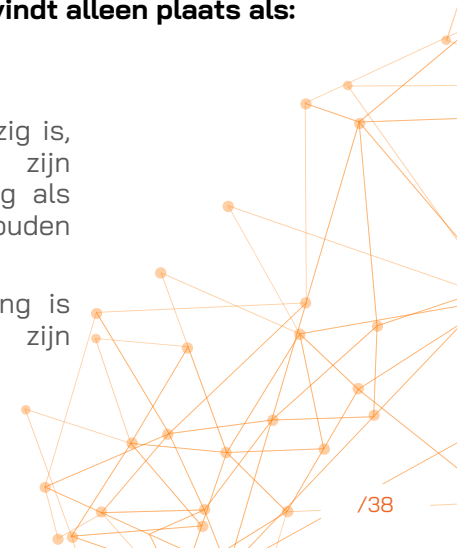 vindt alleen plaats als:
zig is,
zijn
g als
ouden
ng is
zijn
/38